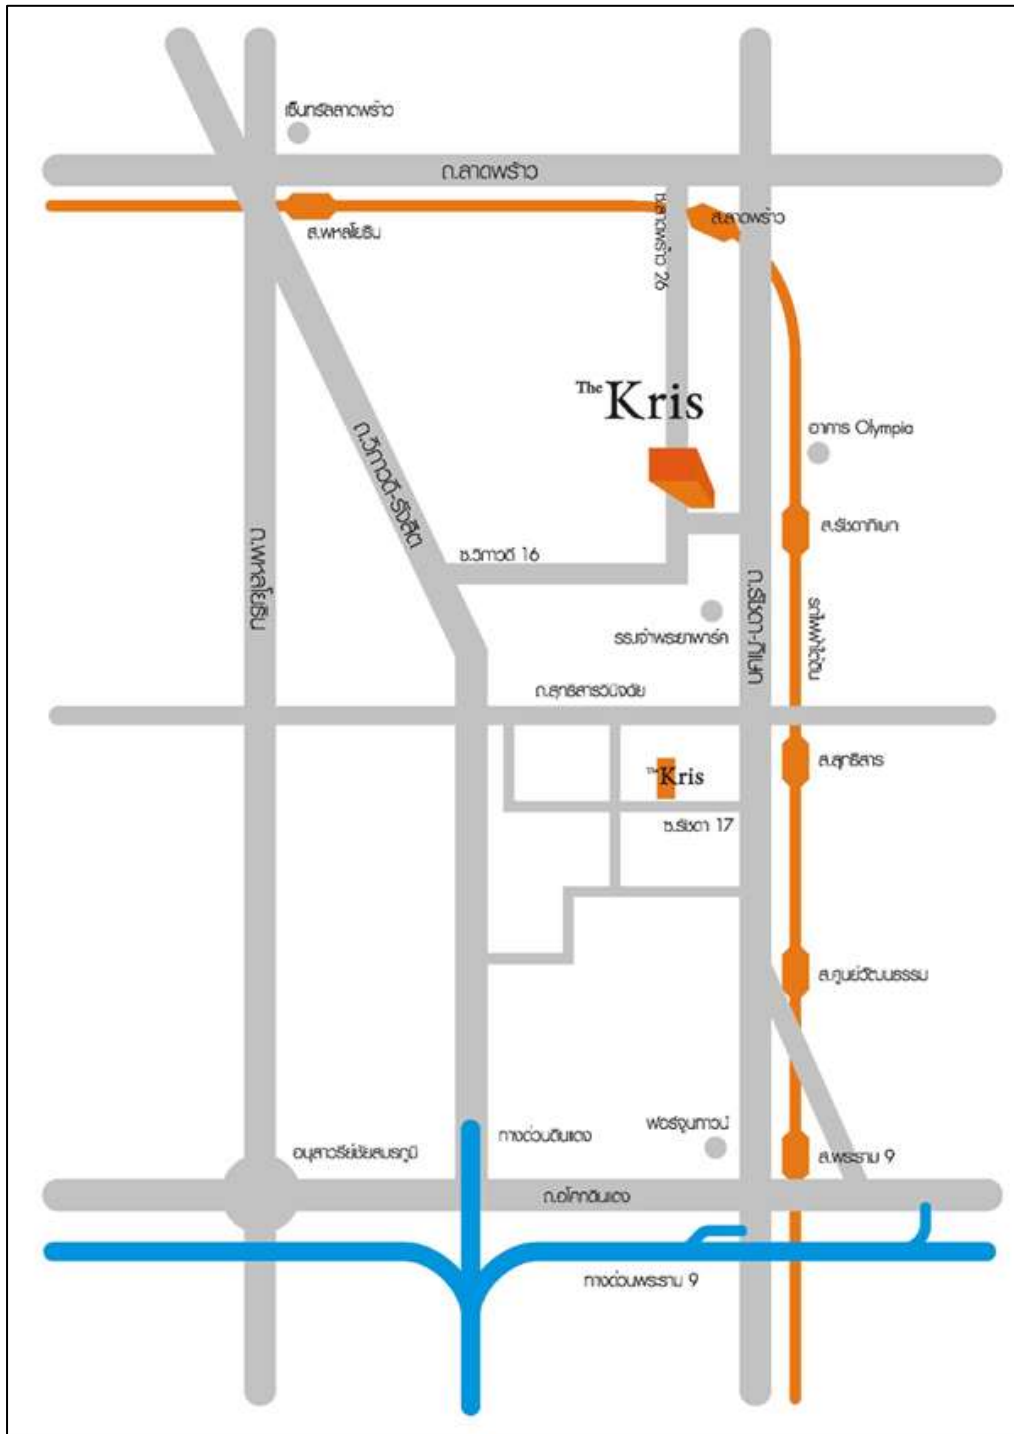 เซ็นทรัลลาดพร้าว
ถ.ลาดพร้าว
ส.พหลโยธิน
ซ.ลาดพร้าว 26
ส.ลาดพร้าว
The Kris
อาคาร Olympia
ถ.วิภาวดี-รังสิต
ส.รัชดาภิเษก
ถ.พหลโยธิน
ซ.วิภาวดี 16
ถ.รัชดา-ภิเษก
รถไฟฟ้าใต้ดิน
รร.เจ้าพระยาพาร์ค
ถ.สุทธิสารวินิจฉัย
ส.สุทธิสาร
The Kris
ซ.รัชดา 17
ส.ศูนย์วัฒนธรรม
ฟอร์จูนทาวน์
ทางด่วนดินแดง
อนุสาวรีย์ชัยสมรภูมิ
ส.พระราม 9
ถ.อโศกดินแดง
ทางด่วนพระราม 9